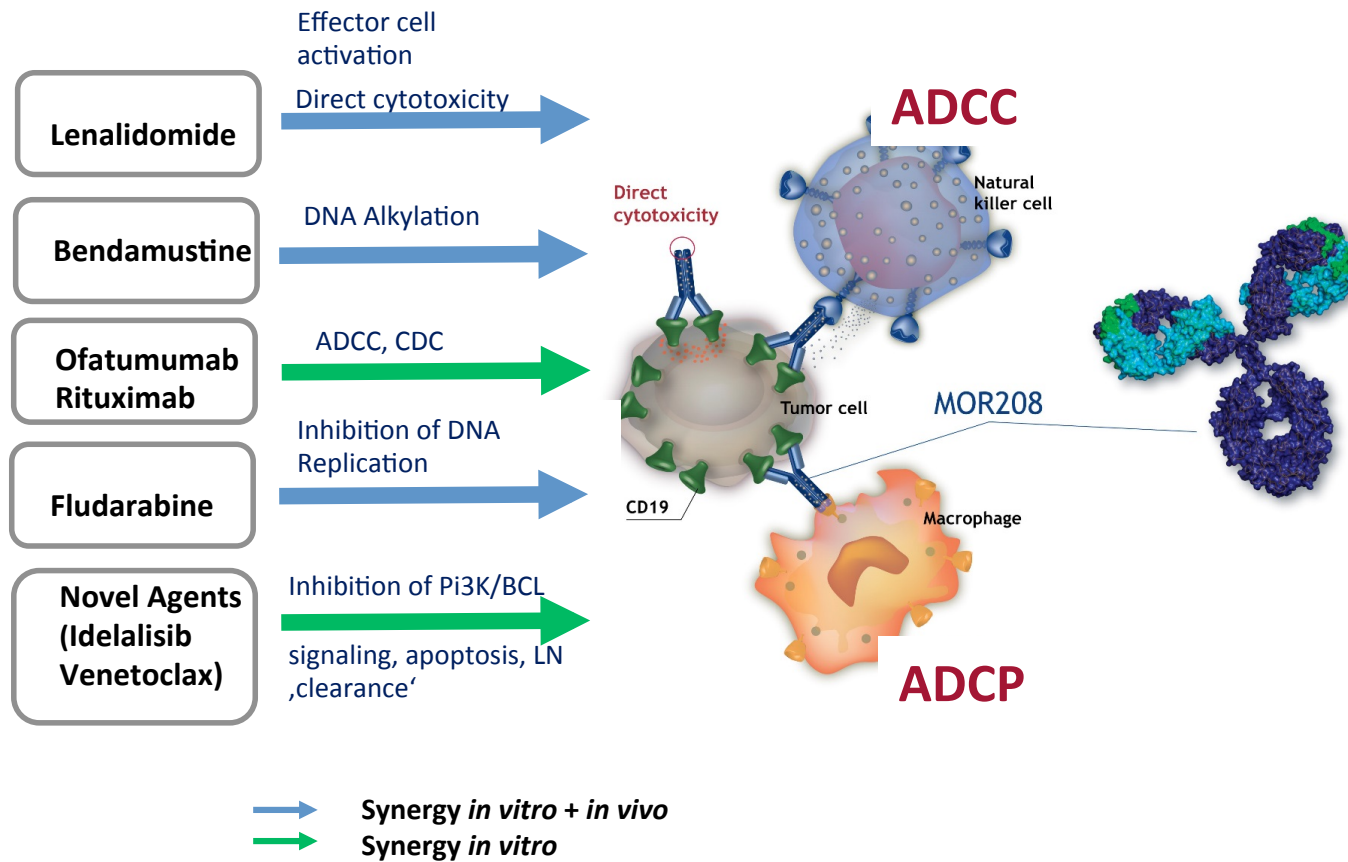 Effector cell
activation
Lenalidomide
Direct cytotoxicity
Bendamustine
DNA Alkylation
Ofatumumab
Rituximab
ADCC, CDC
Fludarabine
Inhibition of DNA
Replication
Novel Agents
(Idelalisib
Venetoclax)
Inhibition of Pi3K/BCL
signaling, apoptosis, LN
‚clearance‘
ADCC
Natural
killer cell
Direct
cytotoxicity
Tumor cell
MOR208
CD19
Macrophage
ADCP
Synergy in vitro + in vivo
Synergy in vitro